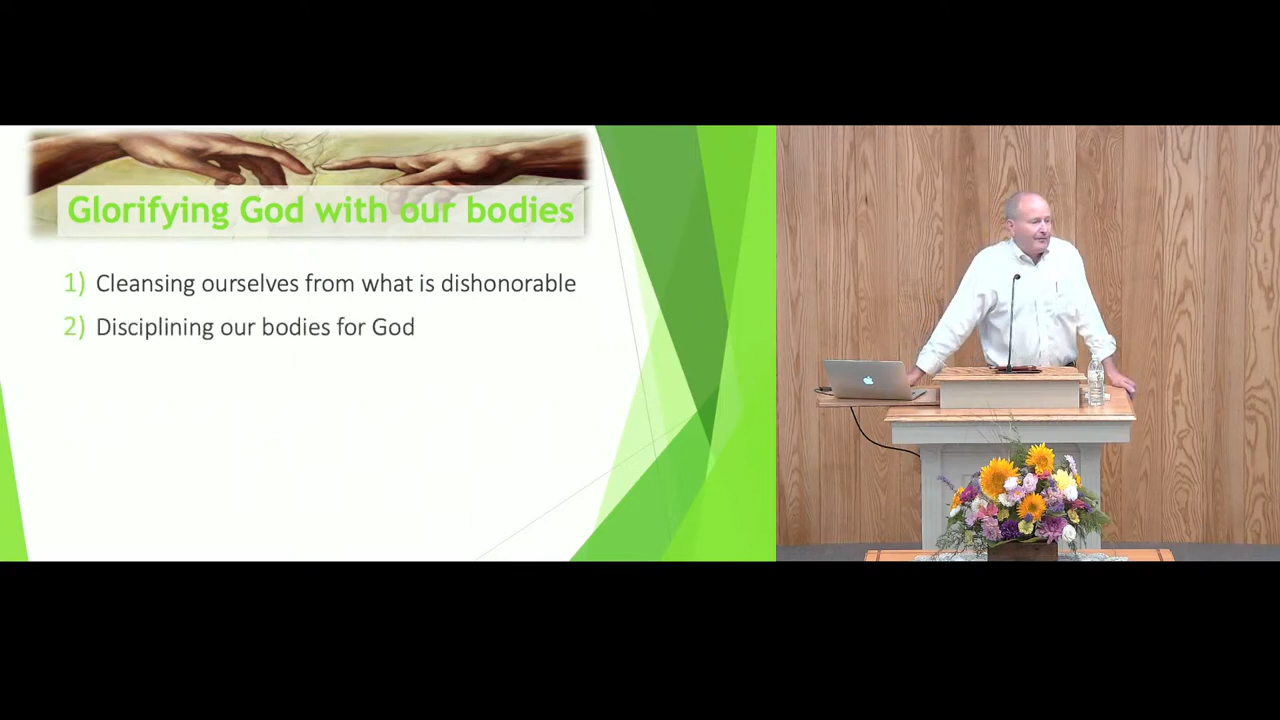 Glorifying God with our bodies
1) Cleansing ourselves from what is dishonorable
2) Disciplining our bodies for God